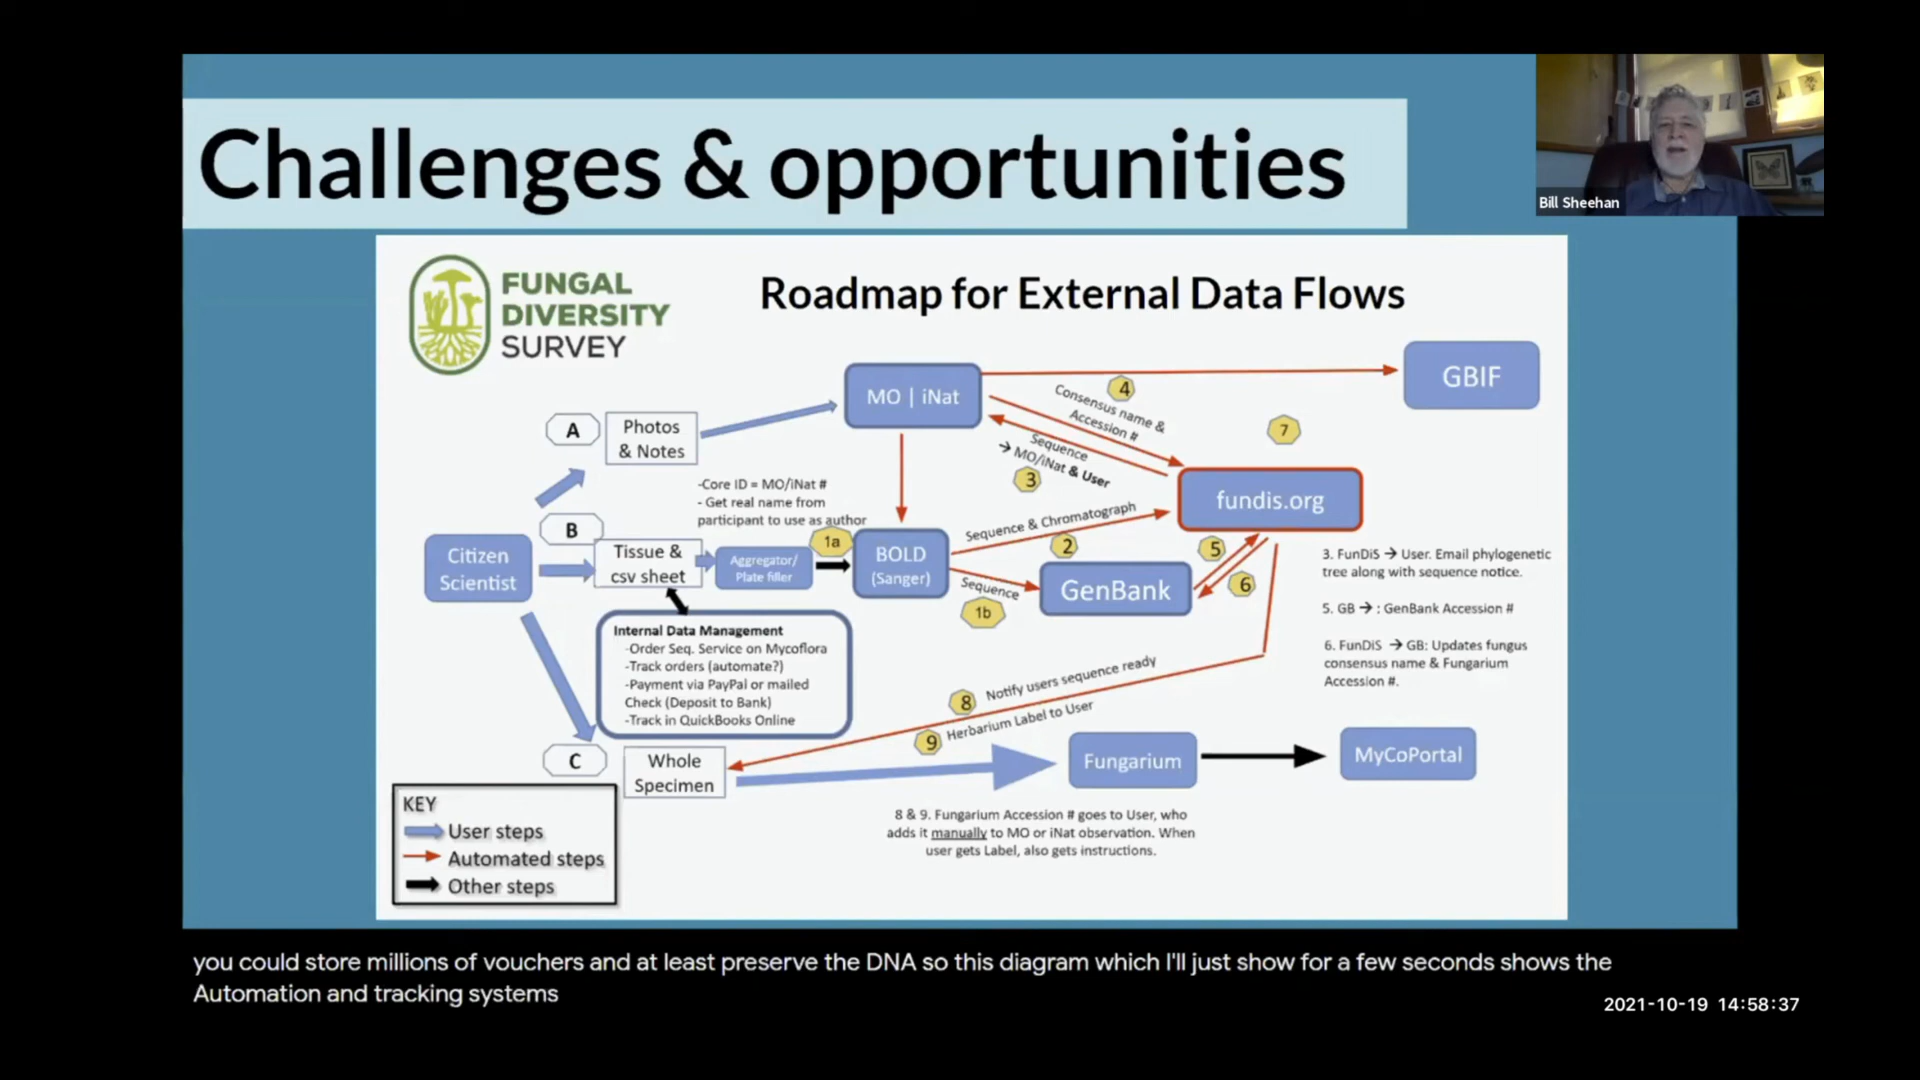 Challenges & opportunities
Bill Sheehan
FUNGAL
DIVERSITY
SURVEY
Roadmap for External Data Flows
GBIF
MO | iNat
4
Consensus name &
Accession #
7
A
Photos
& Notes
Sequence
→ MO/iNat & User
3
-Core ID = MO/iNat #
- Get real name from
participant to use as author
fundis.org
B
1a
Sequence & Chromatograph
2
5
6
Citizen
Scientist
Tissue &
csv sheet
Aggregator/
Plate filler
BOLD
(Sanger)
Sequence
1b
GenBank
3. FunDiS → User. Email phylogenetic
tree along with sequence notice.
5. GB → : GenBank Accession #
6. FunDiS → GB: Updates fungus
consensus name & Fungarium
Accession #.
Internal Data Management
-Order Seq. Service on Mycoflora
-Track orders (automate?)
-Payment via PayPal or mailed
Check (Deposit to Bank)
-Track in QuickBooks Online
8
Notify users sequence ready
9
Herbarium Label to User
C
Whole
Specimen
Fungarium
MyCoPortal
KEY
User steps
Automated steps
Other steps
8 & 9. Fungarium Accession # goes to User, who
adds it manually to MO or iNat observation. When
user gets Label, also gets instructions.
you could store millions of vouchers and at least preserve the DNA so this diagram which I'll just show for a few seconds shows the
Automation and tracking systems
2021-10-19 14:58:37